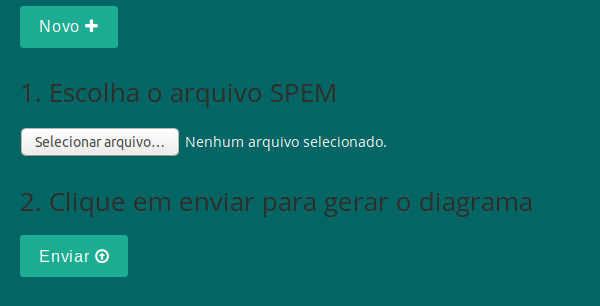 Novo
1. Escolha o arquivo SPEM
Selecionar arquivo... Nenhum arquivo selecionado.
2. Clique em enviar para gerar o diagrama
Enviar